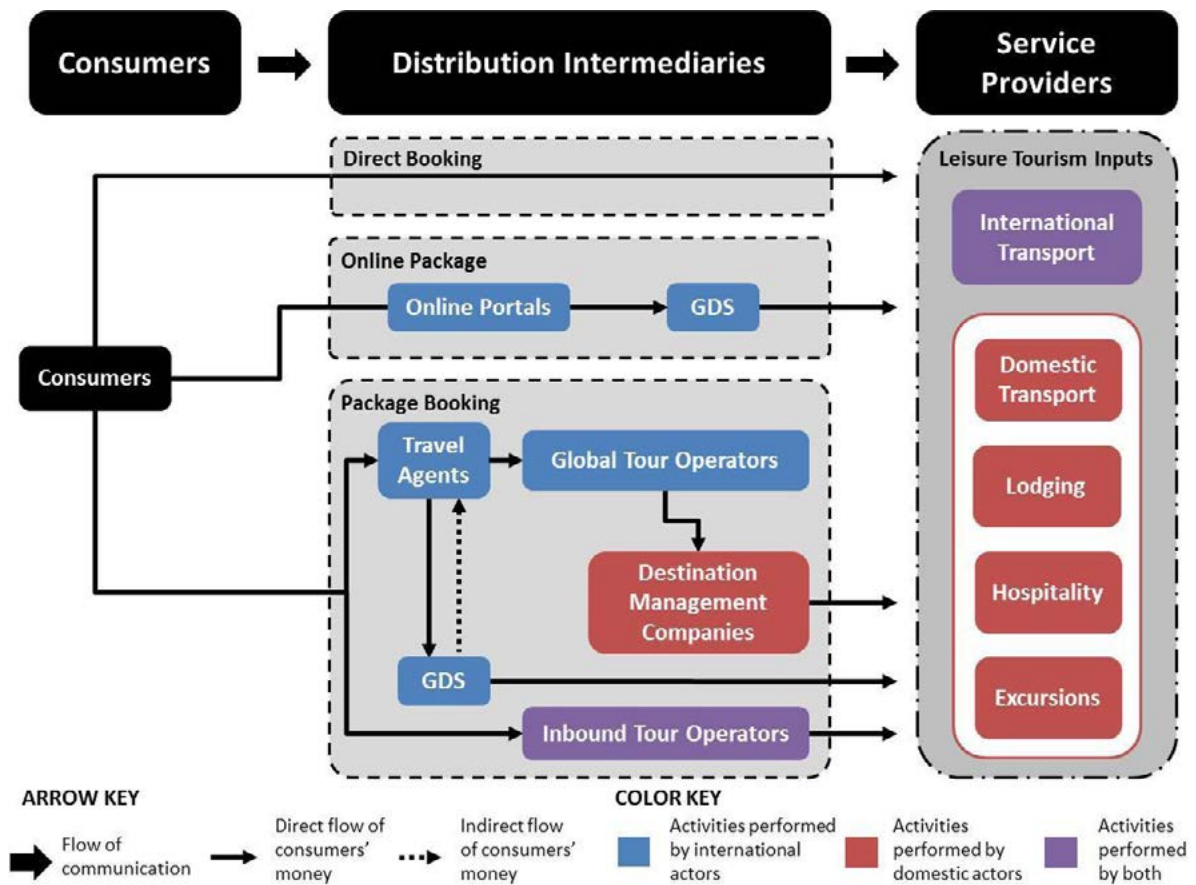 Consumers
Distribution Intermediaries
Service
Providers
Direct Booking
Leisure Tourism Inputs
International
Transport
Online Package
Online Portals
GDS
Consumers
Domestic
Transport
Package Booking
Travel
Agents
Global Tour Operators
Lodging
Destination
Management
Companies
Hospitality
GDS
Excursions
Inbound Tour Operators
ARROW KEY
Flow of
communication
Direct flow of
consumers'
money
Indirect flow
of consumers'
money
COLOR KEY
Activities performed
by international
actors
Activities
performed by
domestic actors
Activities
performed
by both